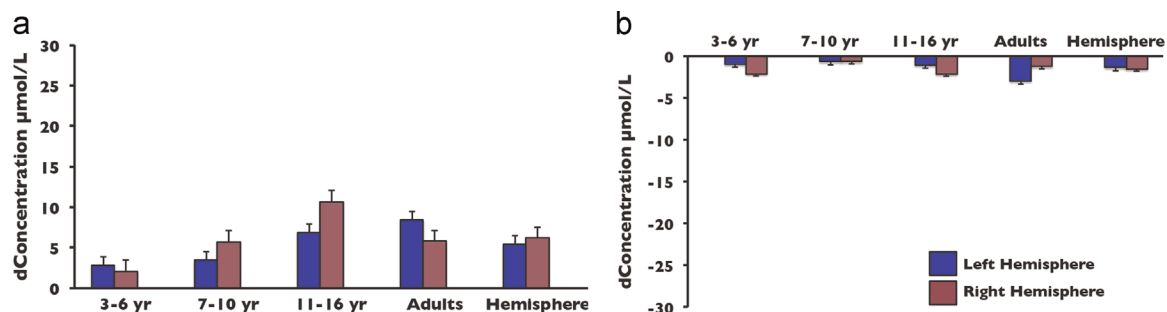 a
dConcentration µmol/L
30
25
20
15
10
5
0
3-6 yr 7-10 yr 11-16 yr Adults Hemisphere
b
dConcentration µmol/L
3-6 yr 7-10 yr 11-16 yr Adults Hemisphere
0
-5
-10
-15
-20
-25
-30
Left Hemisphere
Right Hemisphere